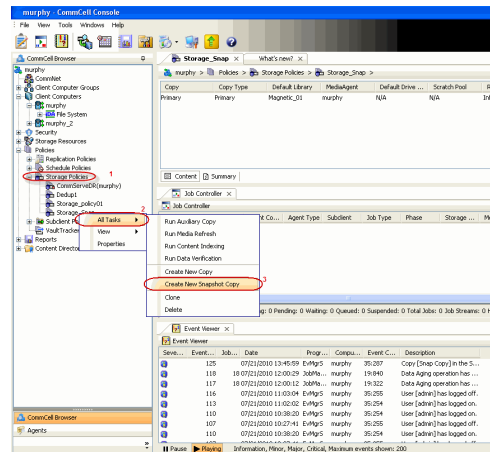 murphy - CommCell Console
File View Tools Windows Help
CommCell Browser
Storage_Snap × What's new? ×
murphy > Policies > Storage Policies > Storage_Snap >
murphy
CommNet
Client Computer Groups
Client Computers
murphy
File System
murphy_2
Security
Storage Resources
Policies
Replication Policies
Schedule Policies
Storage Policies 1
CommServeDR(murphy)
Dedup1
Storage_policy01
Storage_Snap
Subclient P
VaultTracker
Reports
Content Director
Copy Copy Type Default Library MediaAgent Default Drive ... Scratch Pool R
Primary Primary Magnetic_01 murphy N/A N/A Inl
Content Summary
Job Controller ×
Job Controller
nt Co... Agent Type Subclient Job Type Phase Storage ... M
2
All Tasks
View
Properties
Run Auxiliary Copy
Run Media Refresh
Run Content Indexing
Run Data Verification
Create New Copy
Create New Snapshot Copy 3
Clone
Delete
g: 0 Pending: 0 Waiting: 0 Queued: 0 Suspended: 0 Total Jobs: 0 Job Streams: 0 H
Event Viewer ×
Event Viewer
Seve... Event... Job... Date Progr... Compu... Event C... Description
125 07/21/2010 13:45:59 EvMgrS murphy 35:287 Copy [Snap Copy] in the S...
118 18 07/21/2010 12:00:29 JobMa... murphy 19:840 Data Aging operation has ...
117 18 07/21/2010 12:00:12 JobMa... murphy 19:322 Data Aging operation has ...
116 07/21/2010 11:03:04 EvMgrS murphy 35:255 User [admin] has logged off.
113 07/21/2010 11:02:02 EvMgrS murphy 35:254 User [admin] has logged on.
110 07/21/2010 10:38:20 EvMgrS murphy 35:254 User [admin] has logged on.
107 07/21/2010 10:27:41 EvMgrS murphy 35:255 User [admin] has logged off.
110 07/21/2010 10:38:20 EvMgrS murphy 35:254 User [admin] has logged on.
CommCell Browser
Agents
Pause Playing Information, Minor, Major, Critical, Maximum events shown: 200